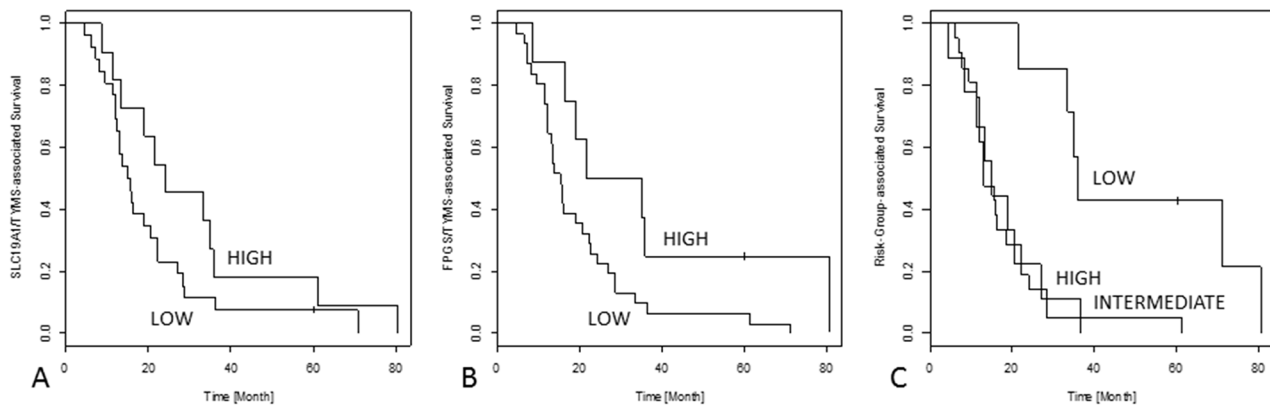 SLC19A1/TYMS-associated Survival
0.0 0.2 0.4 0.6 0.8 1.0
HIGH
LOW
0 20 40 60 80
Time [Month]
A
FPGS/TYMS-associated Survival
0.0 0.2 0.4 0.6 0.8 1.0
HIGH
LOW
0 20 40 60 80
Time [Month]
B
Risk-Group-associated Survival
0.0 0.2 0.4 0.6 0.8 1.0
LOW
HIGH
INTERMEDIATE
0 20 40 60 80
Time [Month]
C